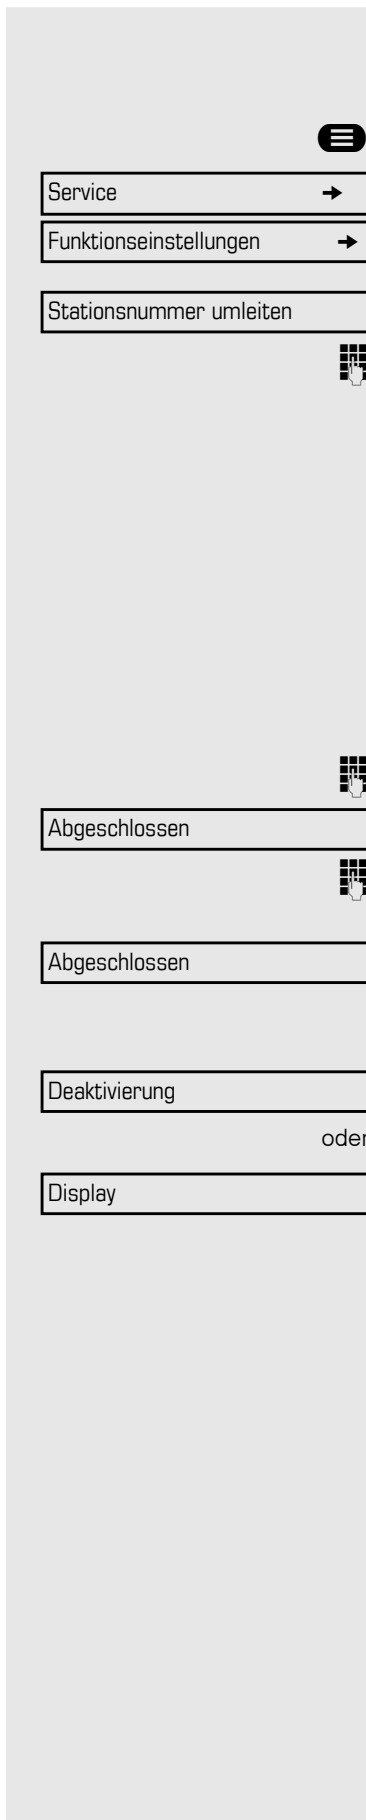 Service
Funktionseinstellungen
Stationsnummer umleiten
Abgeschlossen
Abgeschlossen
Deaktivierung
oder
Display